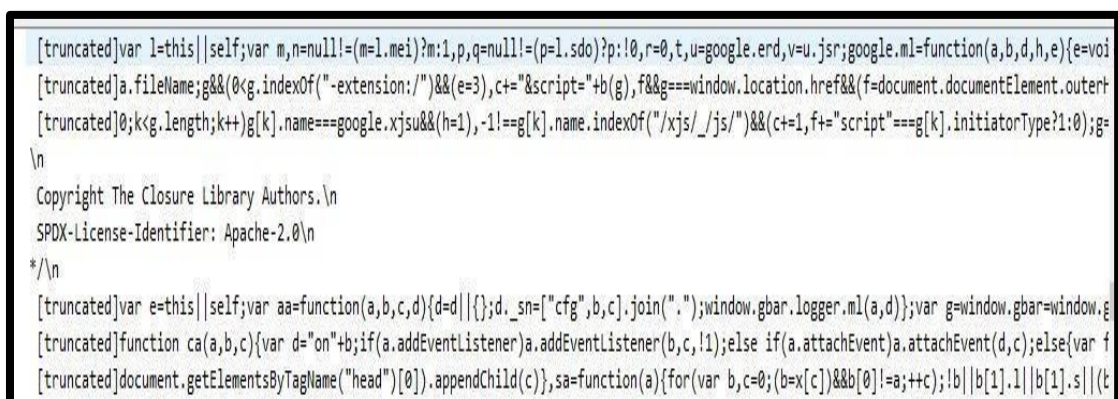 [truncated]var l=this||self;var m,n=null!=(m=l.mei)?m:1,p,q=null!=(p=l.sdo)?p:!0,r=0,t,u=google.erd,v=u.jsr;google.ml=function(a,b,d,h,e){e=voi
[truncated]a.fileName;g&&(0<g.indexOf("-extension:/")&&(e=3),c+="&script="+b(g),f&&g===window.location.href&&(f=document.documentElement.outerH
[truncated]0;k<g.length;k++)g[k].name===google.xjsu&&(h=1),-1!==g[k].name.indexOf("/xjs/_/js/")&&(c+=1,f+="script"===g[k].initiatorType?1:0);g=
\n
Copyright The Closure Library Authors.\n
SPDX-License-Identifier: Apache-2.0\n
*/\n
[truncated]var e=this||self;var aa=function(a,b,c,d){d=d||{};d._sn=["cfg",b,c].join(".");window.gbar.logger.ml(a,d)};var g=window.gbar=window.g
[truncated]function ca(a,b,c){var d="on"+b;if(a.addEventListener)a.addEventListener(b,c,!1);else if(a.attachEvent)a.attachEvent(d,c);else{var f
[truncated]document.getElementsByTagName("head")[0]).appendChild(c)},sa=function(a){for(var b,c=0;(b=x[c])&&b[0]!=a;++c);!b||b[1].l||b[1].s||(b